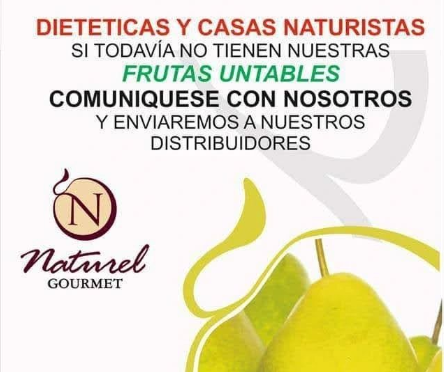 DIETETICAS Y CASAS NATURISTAS
SI TODAVÍA NO TIENEN NUESTRAS
FRUTAS UNTABLES
COMUNIQUESE CON NOSOTROS
Y ENVIAREMOS A NUESTROS
DISTRIBUIDORES
N
Naturel
GOURMET